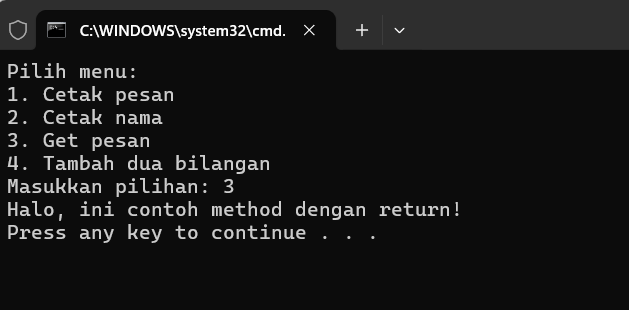 C:\WINDOWS\system32\cmd.
Pilih menu:
1. Cetak pesan
2. Cetak nama
3. Get pesan
4. Tambah dua bilangan
Masukkan pilihan: 3
Halo, ini contoh method dengan return!
Press any key to continue . . .